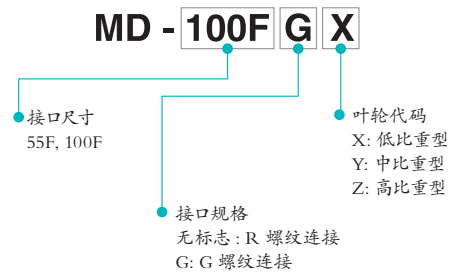 MD - 100F G X
接口尺寸
55F, 100F
叶轮代码
X: 低比重型
Y: 中比重型
Z: 高比重型
接口规格
无标志 : R 螺纹连接
G: G 螺纹连接